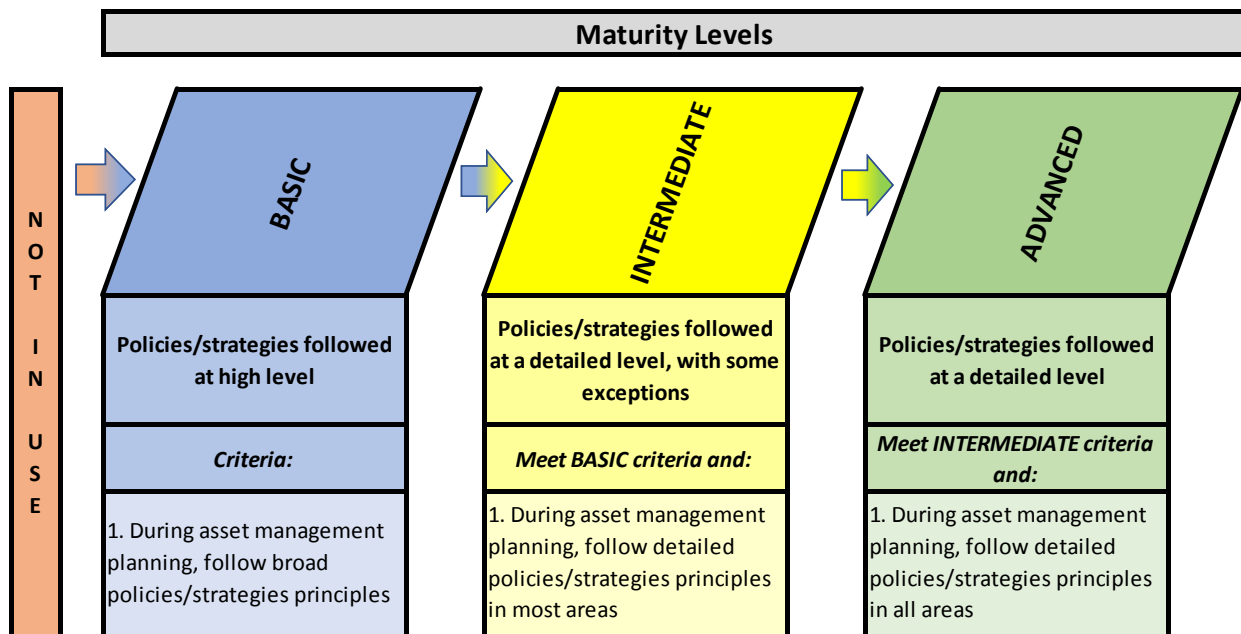 Maturity Levels
NOT IN USE
BASIC
INTERMEDIATE
ADVANCED
Policies/strategies followed
at high level
Policies/strategies followed
at a detailed level, with some
exceptions
Policies/strategies followed
at a detailed level
Criteria:
Meet BASIC criteria and:
Meet INTERMEDIATE criteria
and:
1. During asset management
planning, follow broad
policies/strategies principles
1. During asset management
planning, follow detailed
policies/strategies principles
in most areas
1. During asset management
planning, follow detailed
policies/strategies principles
in all areas